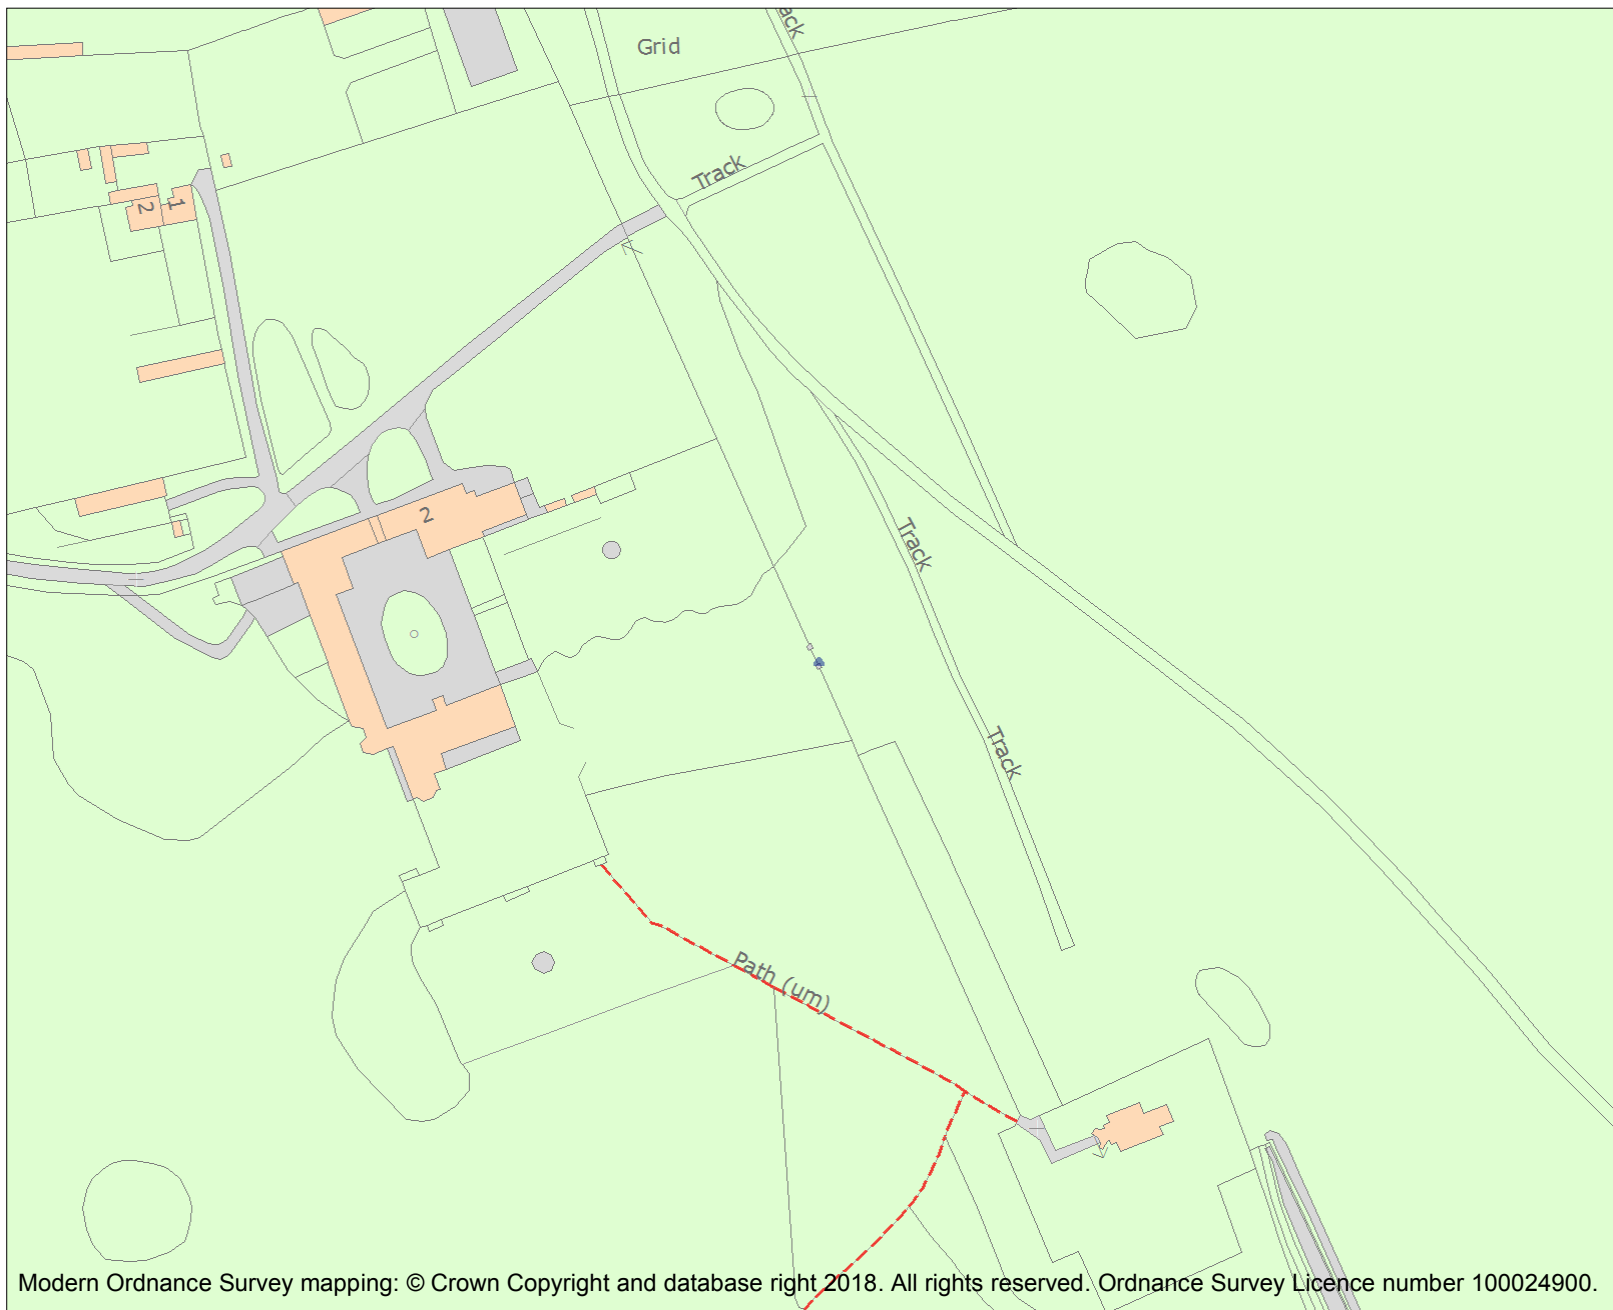 ack
Grid
Track
2
1
2
Track
Track
Path (um)
Modern Ordnance Survey mapping: © Crown Copyright and database right 2018. All rights reserved. Ordnance Survey Licence number 100024900.